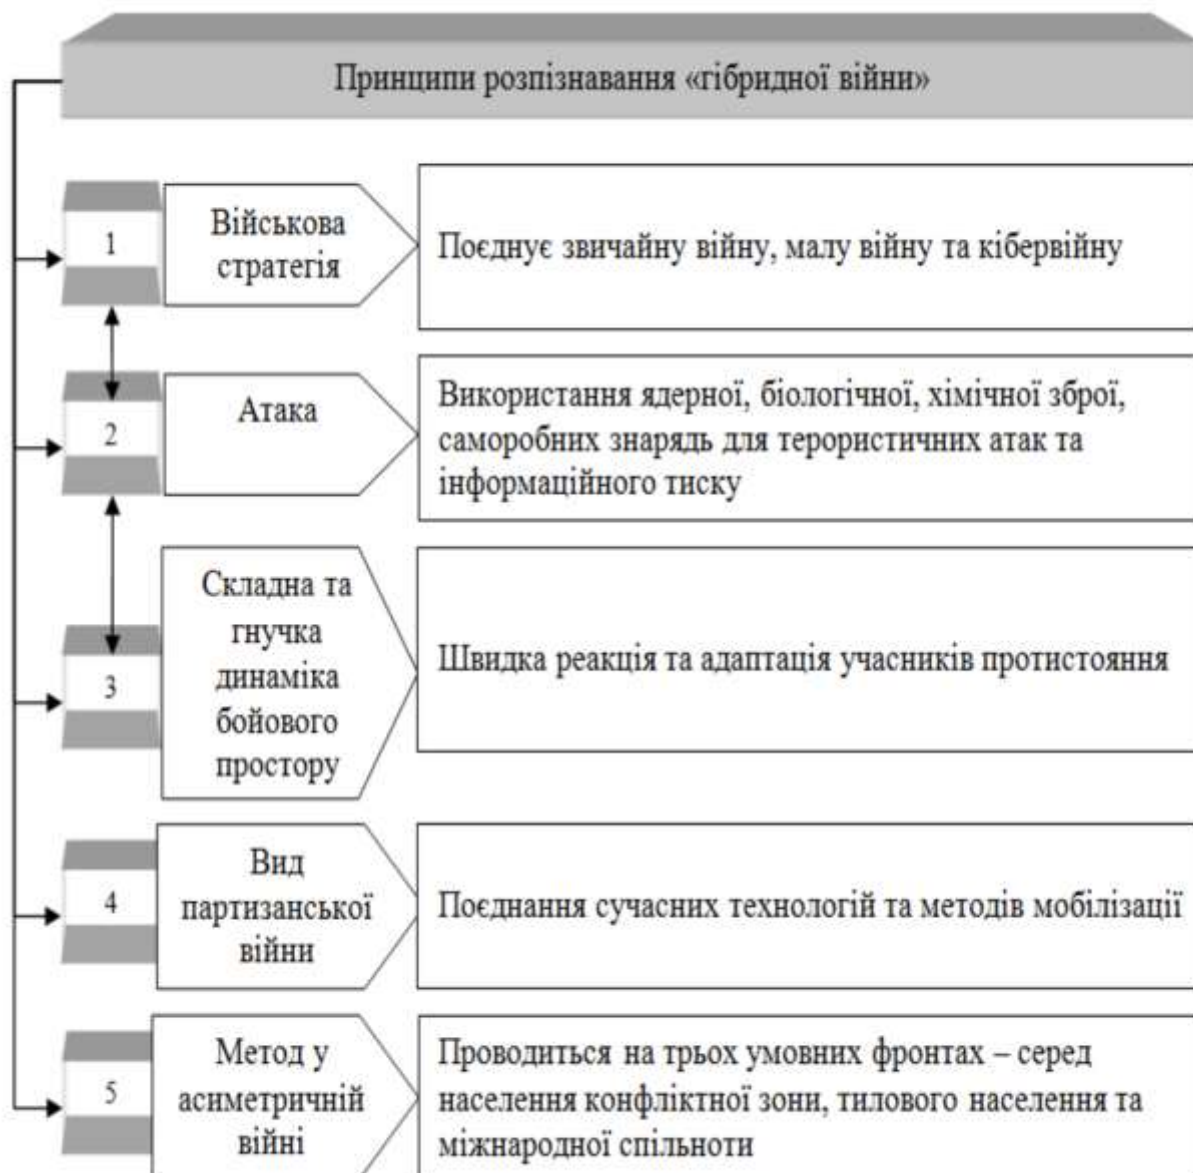 Принципи розпізнавання «гібридної війни»
1
Військова
стратегія
Поєднує звичайну війну, малу війну та кібервійну
2
Атака
Використання ядерної, біологічної, хімічної зброї,
саморобних знарядь для терористичних атак та
інформаційного тиску
3
Складна та
гнучка
динаміка
бойового
простору
Швидка реакція та адаптація учасників протистояння
4
Вид
партизанської
війни
Поєднання сучасних технологій та методів мобілізації
5
Метод у
асиметричній
війні
Проводиться на трьох умовних фронтах – серед
населення конфліктної зони, тилового населення та
міжнародної спільноти